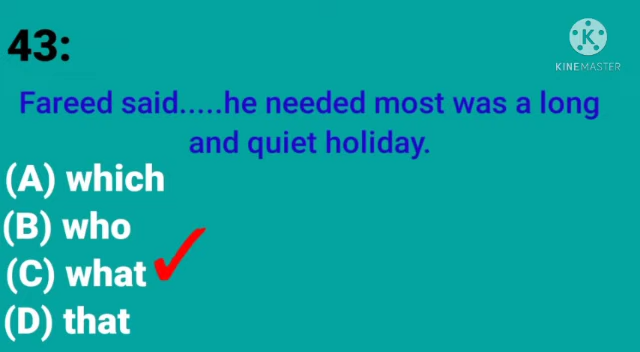 43:
KINEMASTER
Fareed said.....he needed most was a long
and quiet holiday.
(A) which
(B) who
(C) what
(D) that